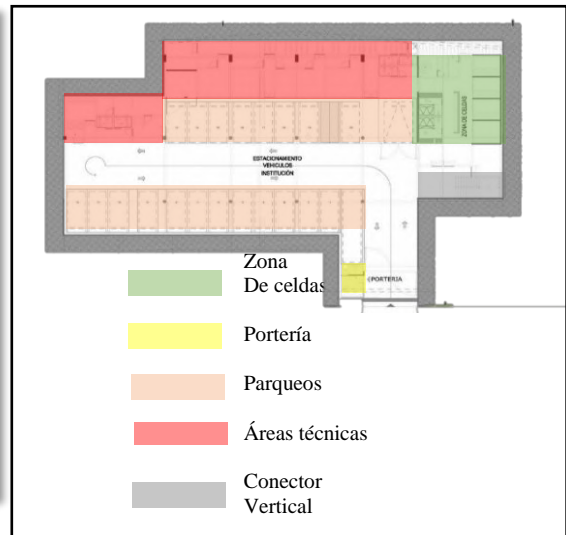 ZONA DE CELDAS
ESTACIONAMIENTO
VEHICULOS
INSTITUCIÓN
PORTERIA
Zona
De celdas
Portería
Parqueos
Áreas técnicas
Conector
Vertical